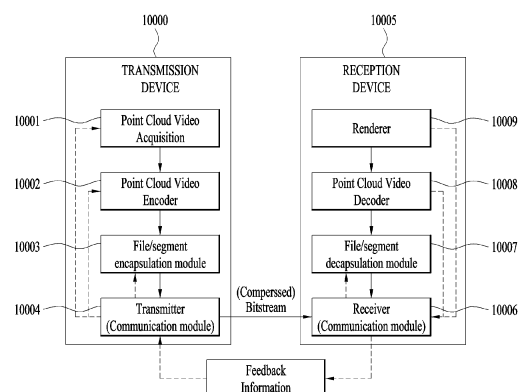 10000
10005
TRANSMISSION
DEVICE
RECEPTION
DEVICE
10001
Point Cloud Video
Acquisition
Renderer
10009
10002
Point Cloud Video
Encoder
Point Cloud Video
Decoder
10008
10003
File/segment
encapsulation module
File/segment
decapsulation module
10007
10004
Transmitter
(Communication module)
(Comperssed)
Bitstream
Receiver
(Communication module)
10006
Feedback
Information